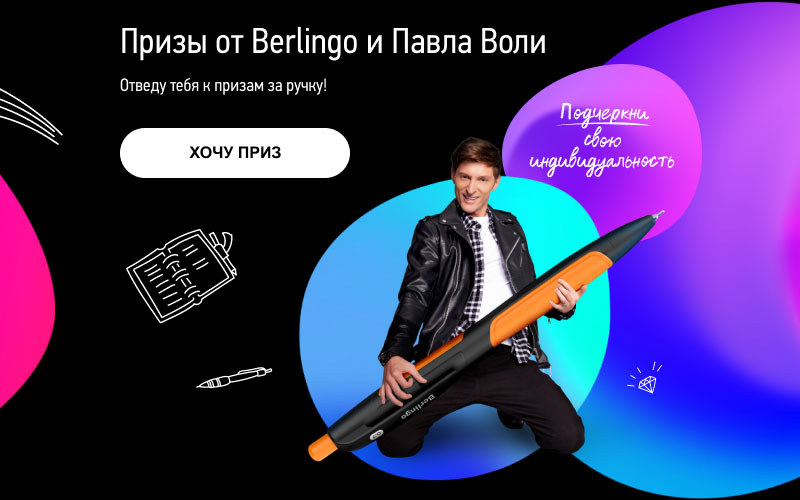 Призы от Berlingo и Павла Воли
Отведу тебя к призам за ручку!
ХОЧУ ПРИЗ
Подчеркни
свою
индивидуальность
Berlingo